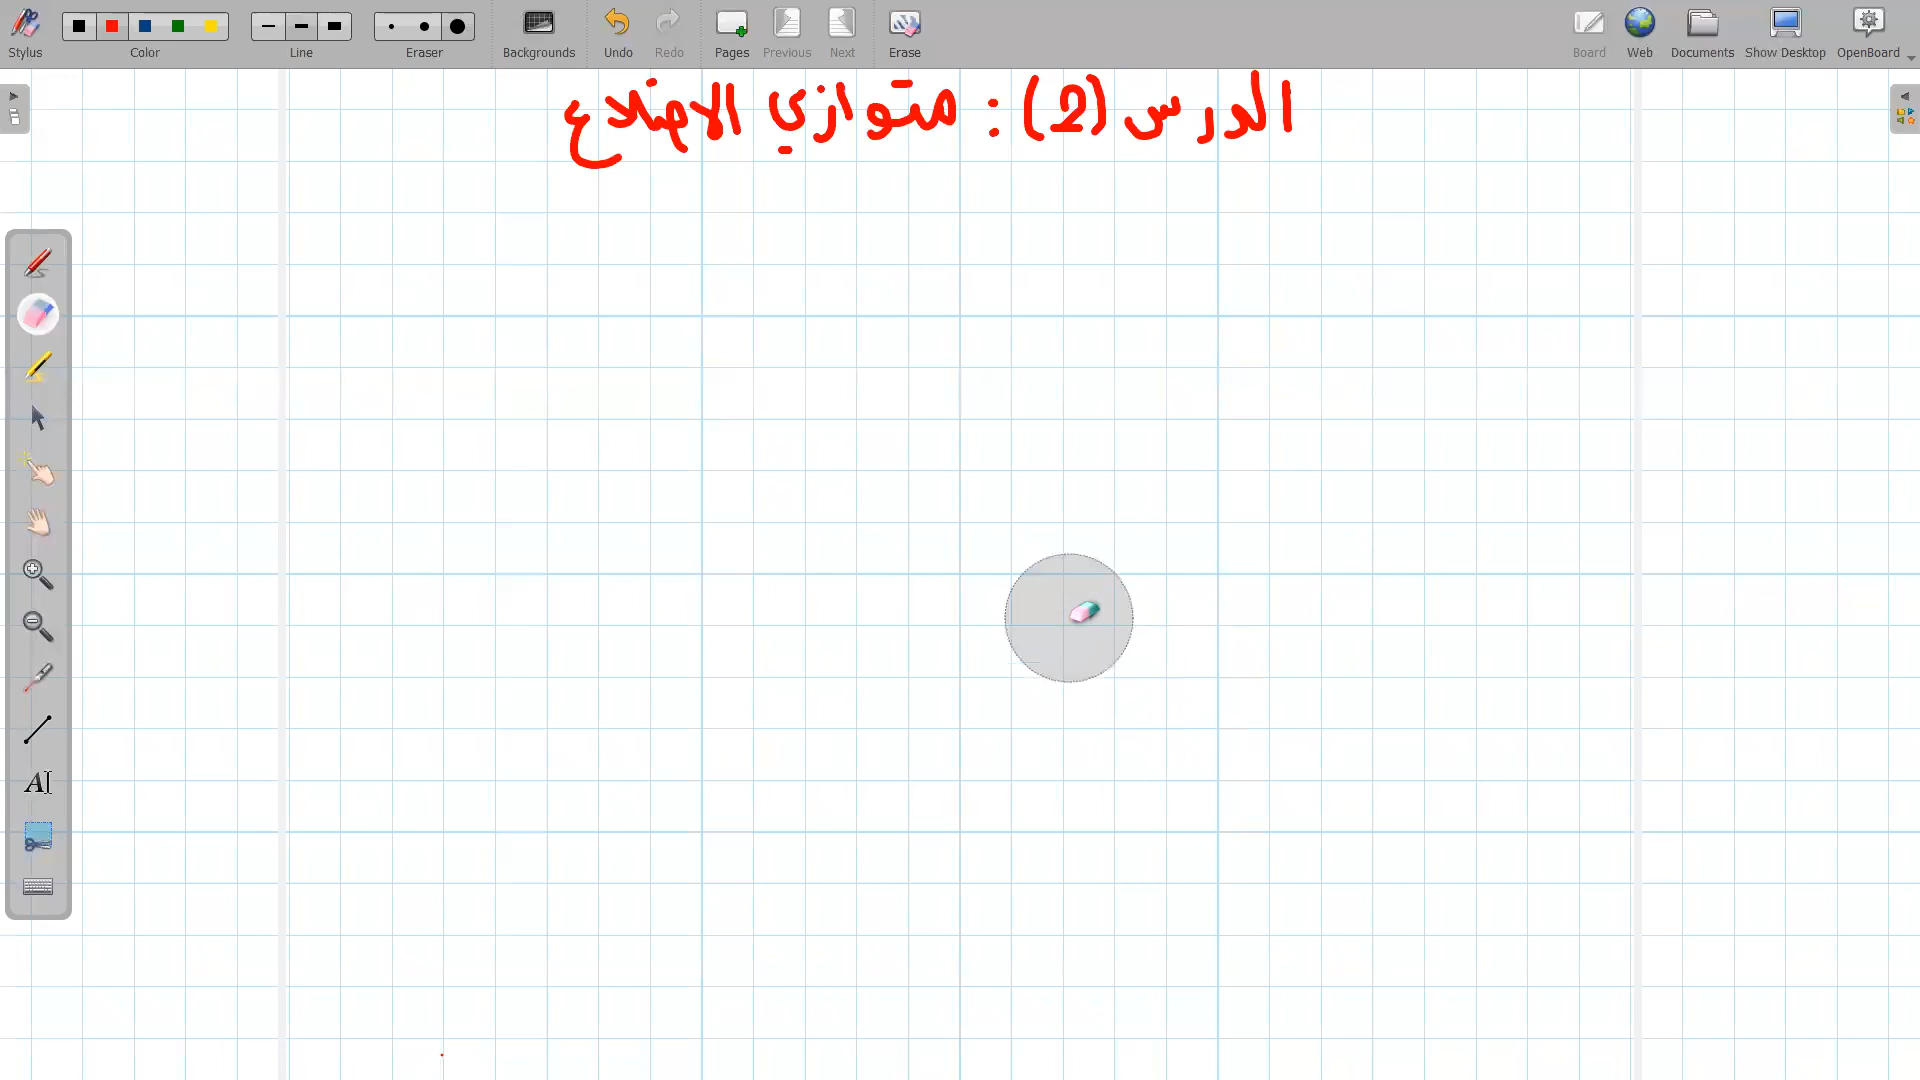 Stylus Color Line Eraser Backgrounds Undo Redo Pages Previous Next Erase Board Web Documents Show Desktop OpenBoard
الدرس (2) : متوازي الاضلاع
AI